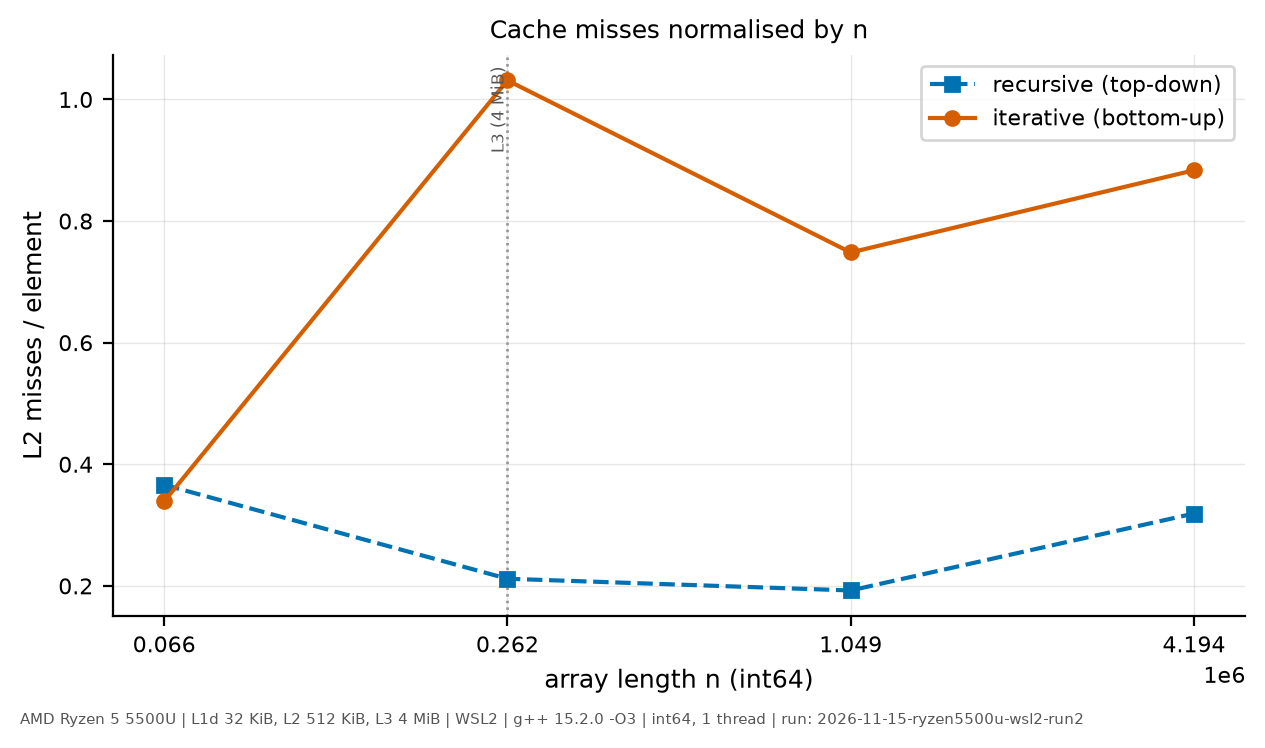 Cache misses normalised by n
L3 (4 MiB)
recursive (top-down)
iterative (bottom-up)
L2 misses / element
1.0
0.8
0.6
0.4
0.2
0.066 0.262 1.049 4.194
1e6
array length n (int64)
AMD Ryzen 5 5500U | L1d 32 KiB, L2 512 KiB, L3 4 MiB | WSL2 | g++ 15.2.0 -O3 | int64, 1 thread | run: 2026-11-15-ryzen5500u-wsl2-run2